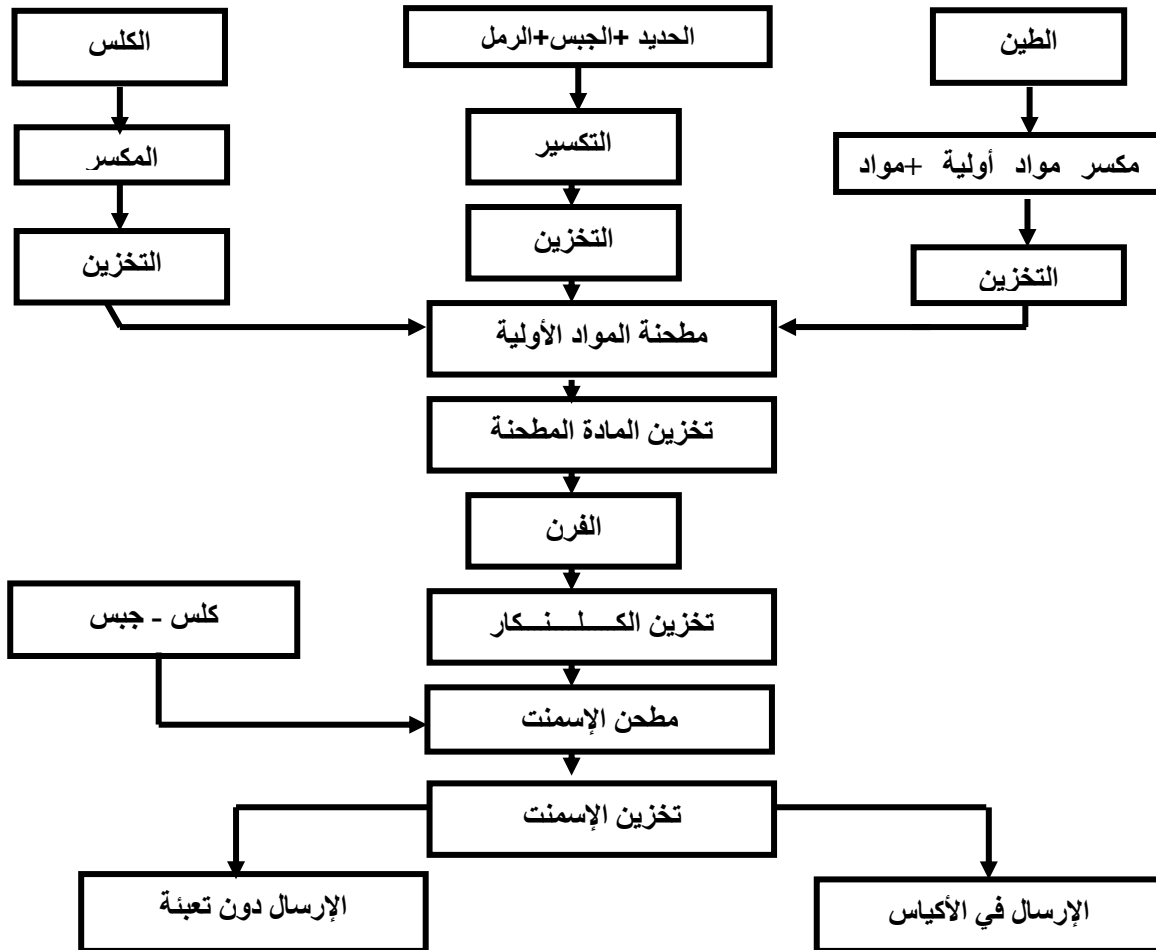 الطين
الحديد +الجبس+الرمل
الكلس
مكسر مواد أولية +مواد
التكسير
المكسر
التخزين
التخزين
التخزين
مطحنة المواد الأولية
تخزين المادة المطحنة
الفرن
تخزين الكـــــلـــــنـــكار
كلس - جبس
مطحن الإسمنت
تخزين الإسمنت
الإرسال في الأكياس
الإرسال دون تعبئة